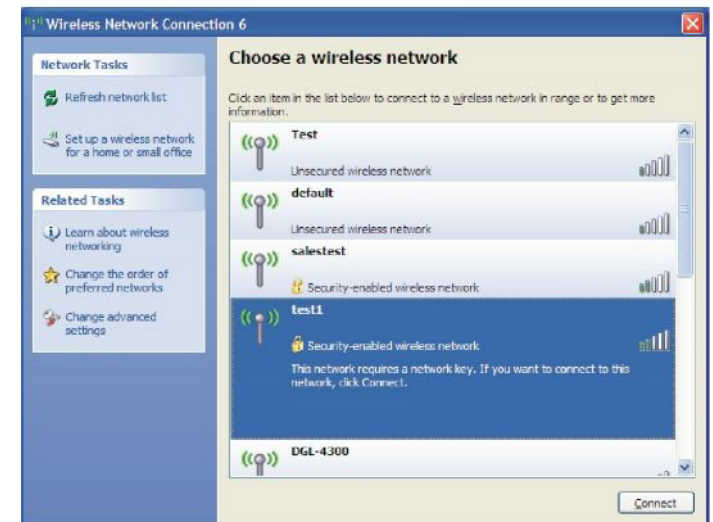 Wireless Network Connection 6
Network Tasks
Refresh network list
Set up a wireless network
for a home or small office
Related Tasks
Learn about wireless
networking
Change the order of
preferred networks
Change advanced
settings
Choose a wireless network
Click an item in the list below to connect to a wireless network in range or to get more
information.
Test
Unsecured wireless network
default
Unsecured wireless network
salestest
Security-enabled wireless network
test1
Security-enabled wireless network
This network requires a network key. If you want to connect to this
network, click Connect.
DGL-4300
Connect